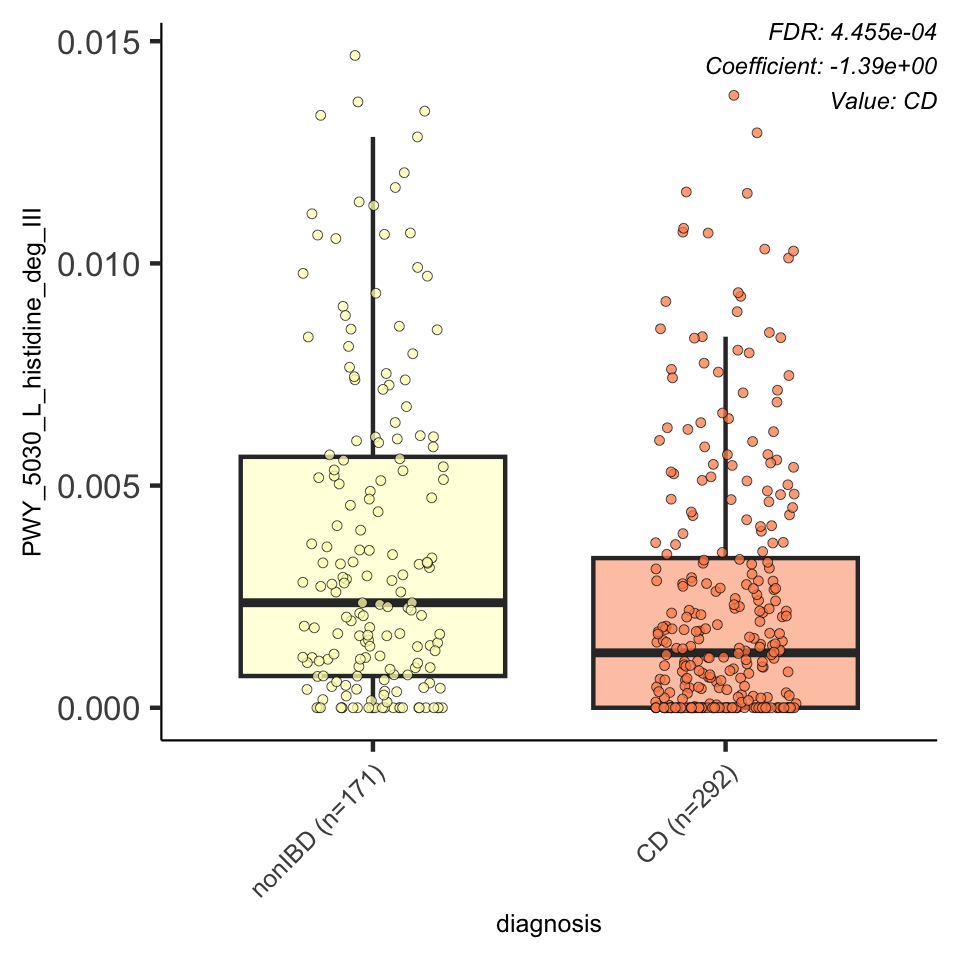 FDR: 4.455e-04
Coefficient: -1.39e+00
Value: CD
PWY_5030_L_histidine_deg_III
0.015
0.010
0.005
0.000
nonIBD (n=171)
CD (n=292)
diagnosis